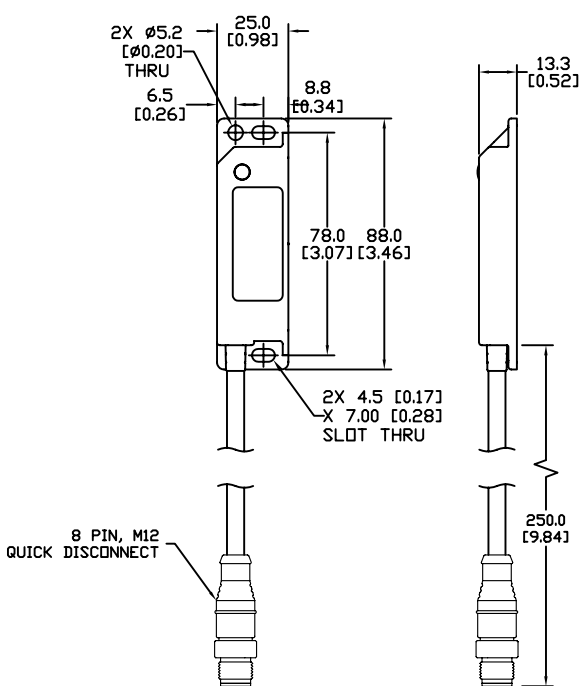 2X Ø5.2
[Ø0.20]
THRU
25.0
[0.98]
13.3
[0.52]
6.5
[0.26]
8.8
[0.34]
78.0
[3.07]
88.0
[3.46]
2X 4.5 [0.17]
X 7.00 [0.28]
SLOT THRU
250.0
[9.84]
8 PIN, M12
QUICK DISCONNECT